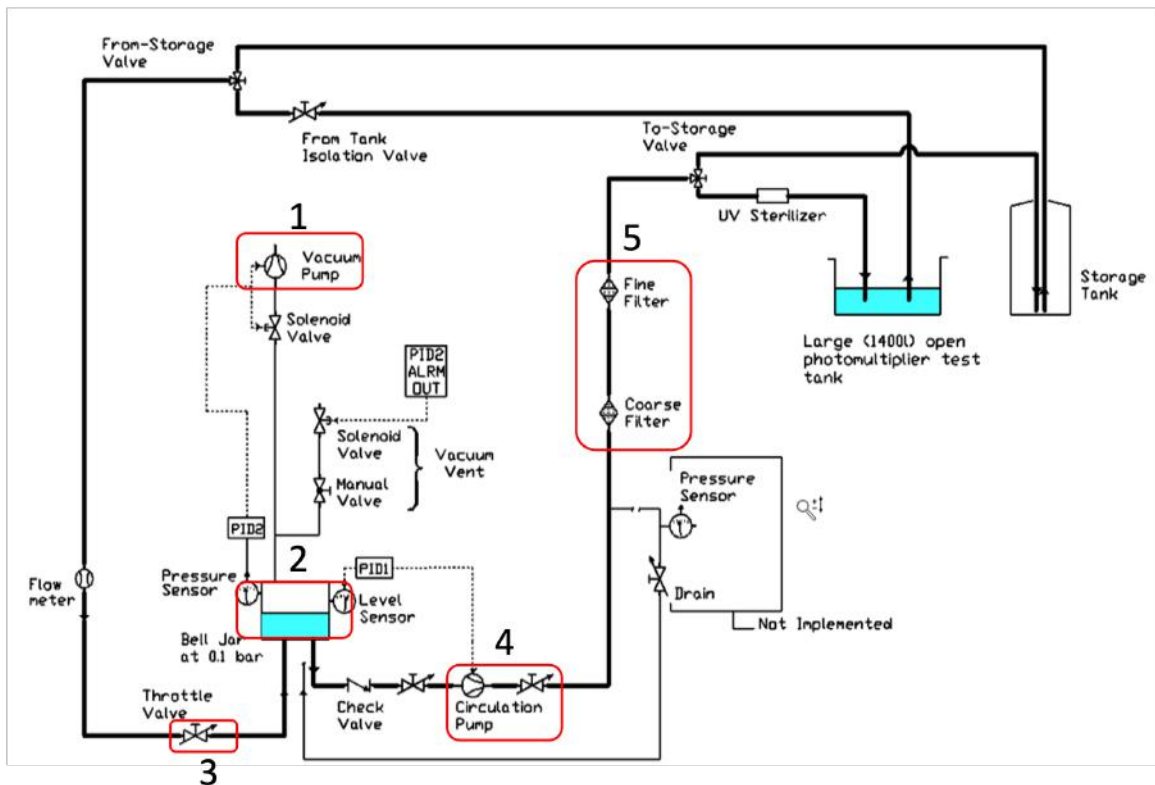 From-Storage
Valve
To-Storage
Valve
From Tank
Isolation Valve
UV Sterilizer
1
Vacuum
Pump
5
Fine
Filter
Storage
Tank
Solenoid
Valve
Large (1400l) open
photomultiplier test
tank
PID2
ALRM
OUT
Coarse
Filter
Solenoid
Valve
Vacuum
Vent
Manual
Valve
Pressure
Sensor
PID2
2
Pressure
Sensor
PID1
Level
Sensor
Flow
meter
Drain
Not Inplemented
Bell Jar
at 0.1 bar
4
Throttle
Valve
Check
Valve
Circulation
Pump
3